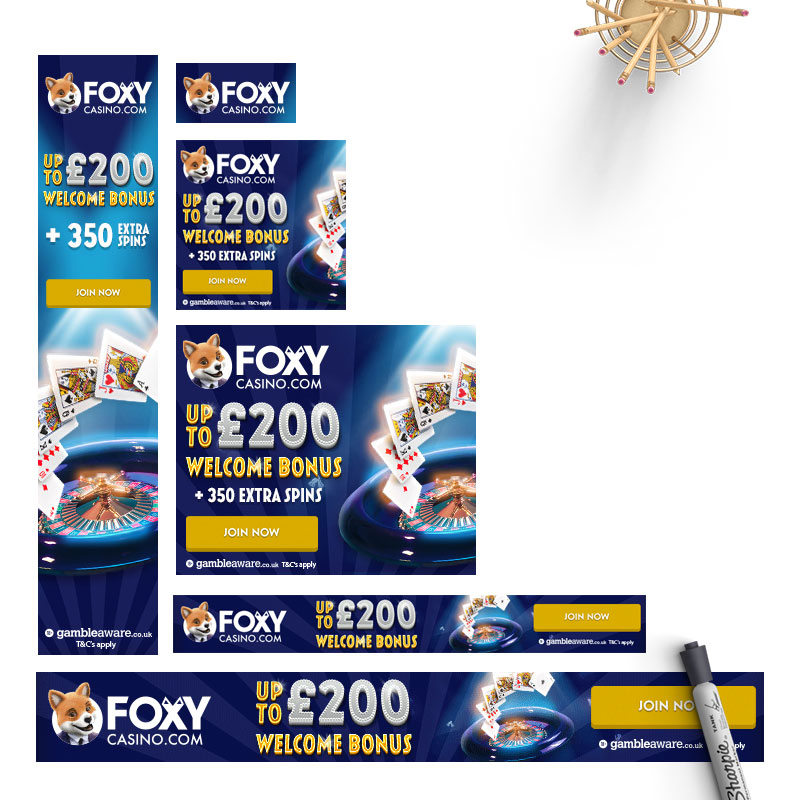 FOXY
CASINO.COM
UP TO £200
WELCOME BONUS
+ 350 EXTRA SPINS
JOIN NOW
18+ gambleaware.co.uk
T&C's apply
FOXY
CASINO.COM
FOXY
CASINO.COM
UP TO £200
WELCOME BONUS
+ 350 EXTRA SPINS
JOIN NOW
gambleaware.co.uk T&C's apply
FOXY
CASINO.COM
UP TO £200
WELCOME BONUS
+ 350 EXTRA SPINS
JOIN NOW
gambleaware.co.uk T&C's apply
FOXY
CASINO.COM
UP TO £200
WELCOME BONUS
JOIN NOW
gambleaware.co.uk T&C's apply
FOXY
CASINO.COM
UP TO £200
WELCOME BONUS
JOIN NO
gambleaware.co.u
ply
Sharpie